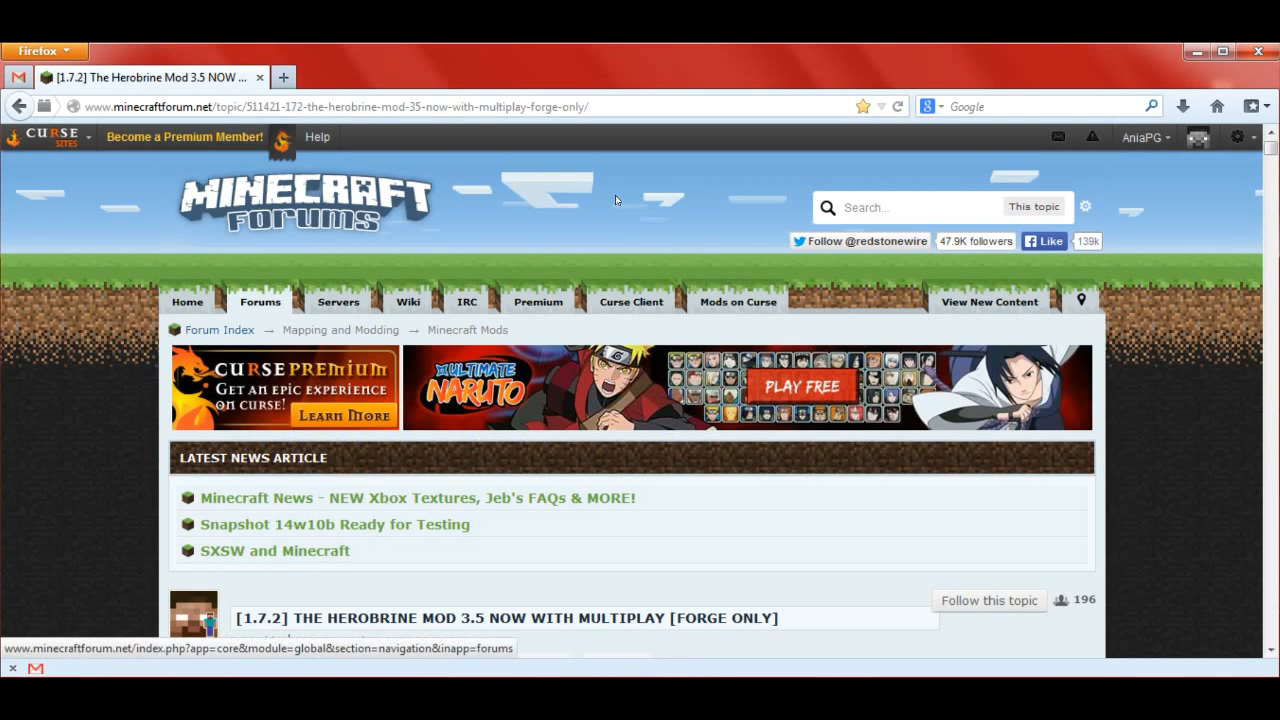 Firefox
[1.7.2] The Herobrine Mod 3.5 NOW ...
www.minecraftforum.net/topic/511421-172-the-herobrine-mod-35-now-with-multiplay-forge-only/
Google
CURSE SITES
Become a Premium Member!
Help
AniaPG
MINECRAFT
FORUMS
Search...
This topic
Follow @redstonewire
47.9K followers
Like
139k
Home
Forums
Servers
Wiki
IRC
Premium
Curse Client
Mods on Curse
View New Content
Forum Index → Mapping and Modding → Minecraft Mods
CURSE PREMIUM
GET AN EPIC EXPERIENCE
ON CURSE!
LEARN MORE
ULTIMATE
NARUTO
PLAY FREE
LATEST NEWS ARTICLE
Minecraft News - NEW Xbox Textures, Jeb's FAQs & MORE!
Snapshot 14w10b Ready for Testing
SXSW and Minecraft
Follow this topic
196
[1.7.2] THE HEROBRINE MOD 3.5 NOW WITH MULTIPLAY [FORGE ONLY]
www.minecraftforum.net/index.php?app=core&module=global&section=navigation&inapp=forums